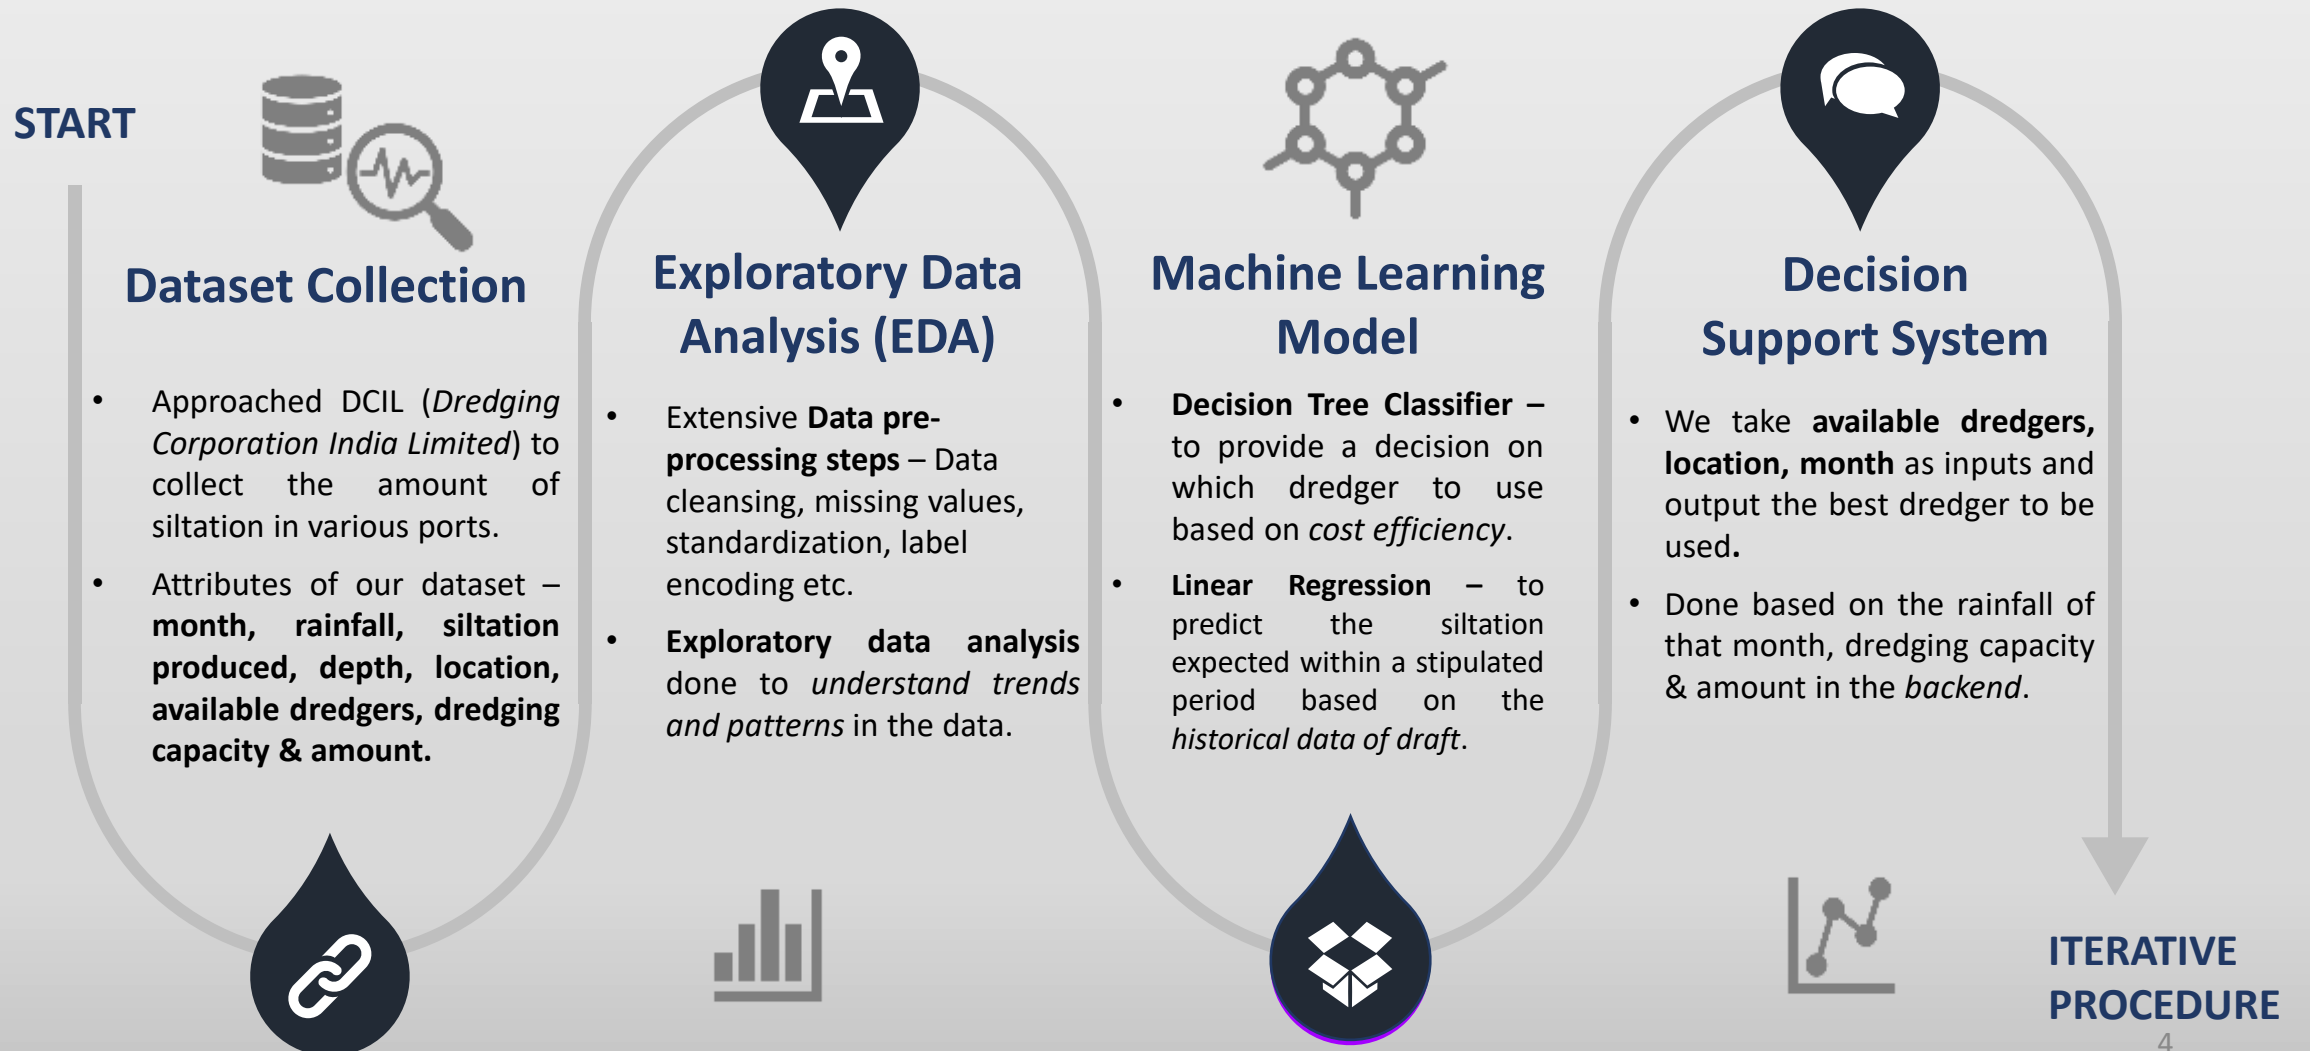 START
Dataset Collection
• Approached DCIL (Dredging
Corporation India Limited) to
collect the amount of
siltation in various ports.
• Attributes of our dataset –
month, rainfall, siltation
produced, depth, location,
available dredgers, dredging
capacity & amount.
Exploratory Data
Analysis (EDA)
• Extensive Data pre-
processing steps – Data
cleansing, missing values,
standardization, label
encoding etc.
• Exploratory data analysis
done to understand trends
and patterns in the data.
Machine Learning
Model
• Decision Tree Classifier –
to provide a decision on
which dredger to use
based on cost efficiency.
• Linear Regression – to
predict the siltation
expected within a stipulated
period based on the
historical data of draft.
Decision
Support System
• We take available dredgers,
location, month as inputs and
output the best dredger to be
used.
• Done based on the rainfall of
that month, dredging capacity
& amount in the backend.
ITERATIVE
PROCEDURE
4